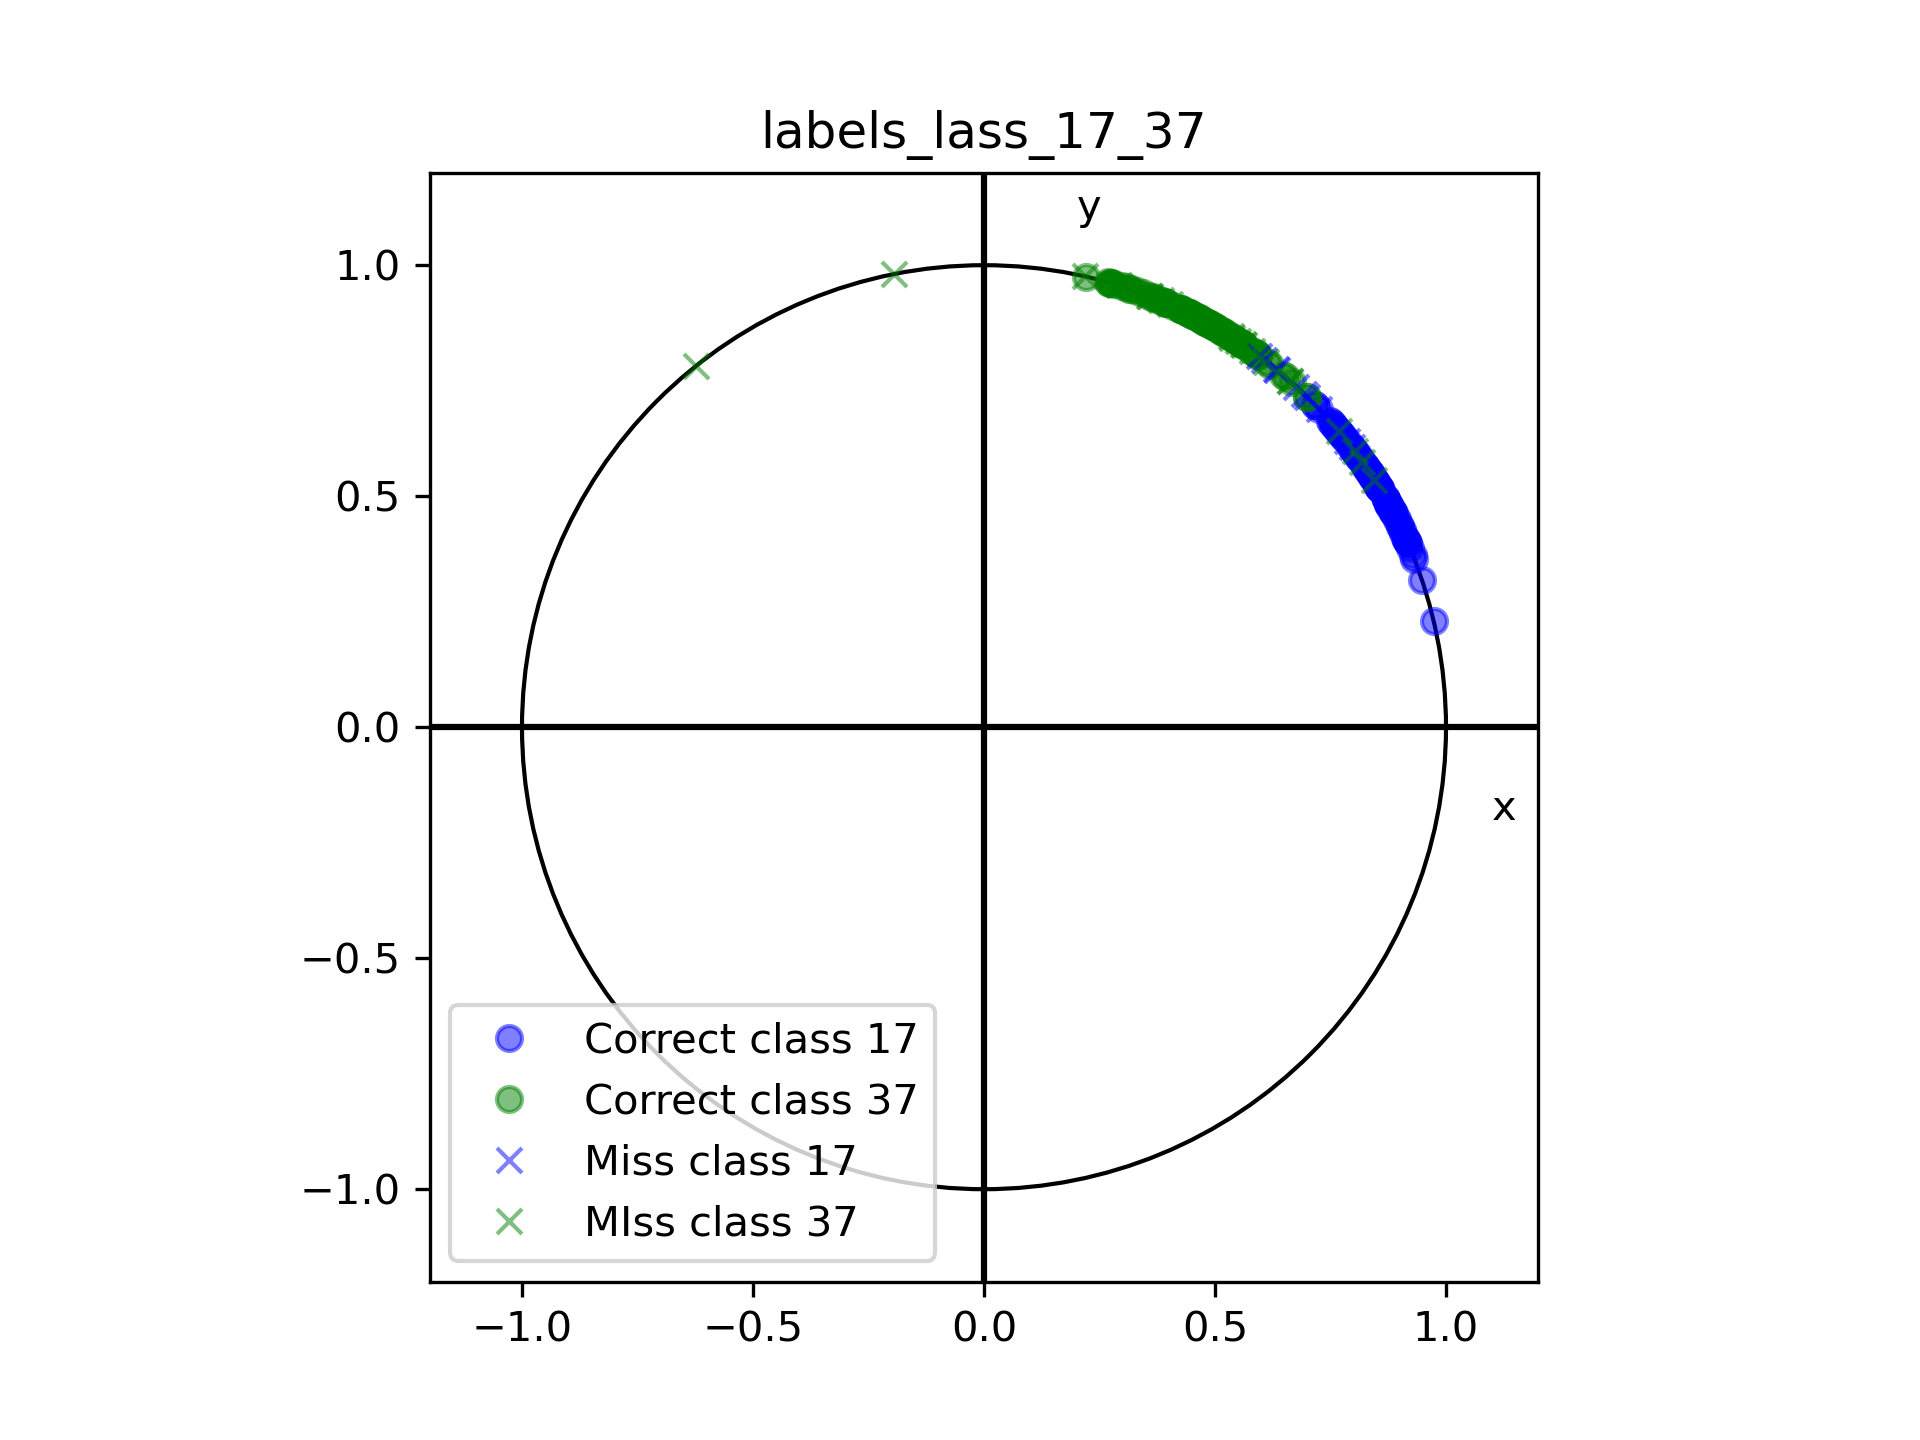 labels_lass_17_37
y
1.0
0.5
0.0
x
−0.5
−1.0
Correct class 17
Correct class 37
Miss class 17
MIss class 37
−1.0 −0.5 0.0 0.5 1.0